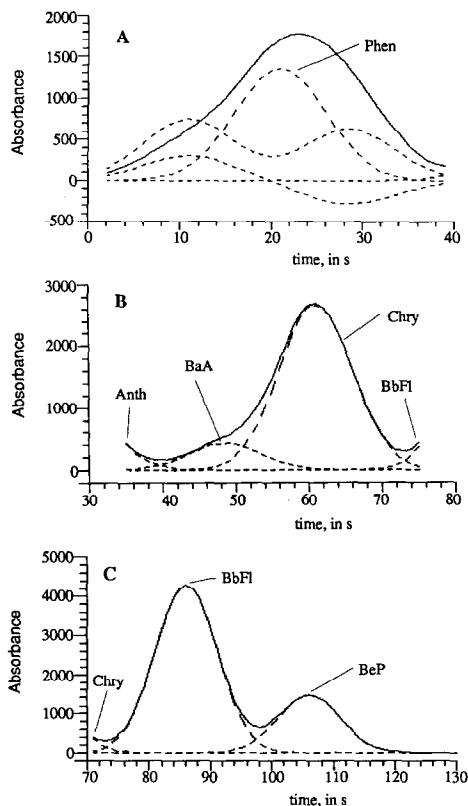 A
Absorbance
2000
1500
1000
500
0
-500
Phen
0 10 20 30 40
time, in s
B
Absorbance
3000
2000
1000
0
Anth
BaA
Chry
BbFl
30 40 50 60 70 80
time, in s
C
Absorbance
5000
4000
3000
2000
1000
0
Chry
BbFl
BeP
70 80 90 100 110 120 130
time, in s